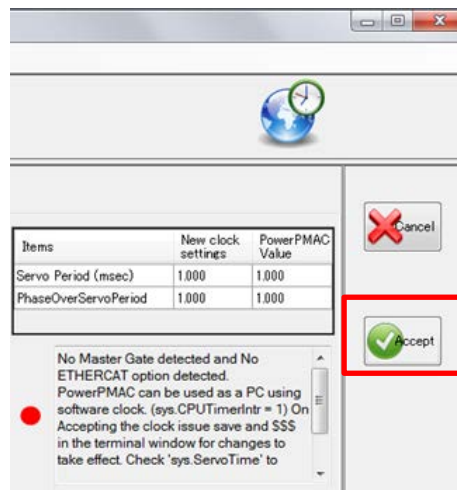 Cancel
Items New clock settings PowerPMAC Value
Servo Period (msec) 1.000 1.000
PhaseOverServoPeriod 1.000 1.000
Accept
No Master Gate detected and No
ETHERCAT option detected.
PowerPMAC can be used as a PC using
software clock. (sys.CPUTimerIntr = 1) On
Accepting the clock issue save and $$$
in the terminal window for changes to
take effect. Check 'sys.ServoTime' to